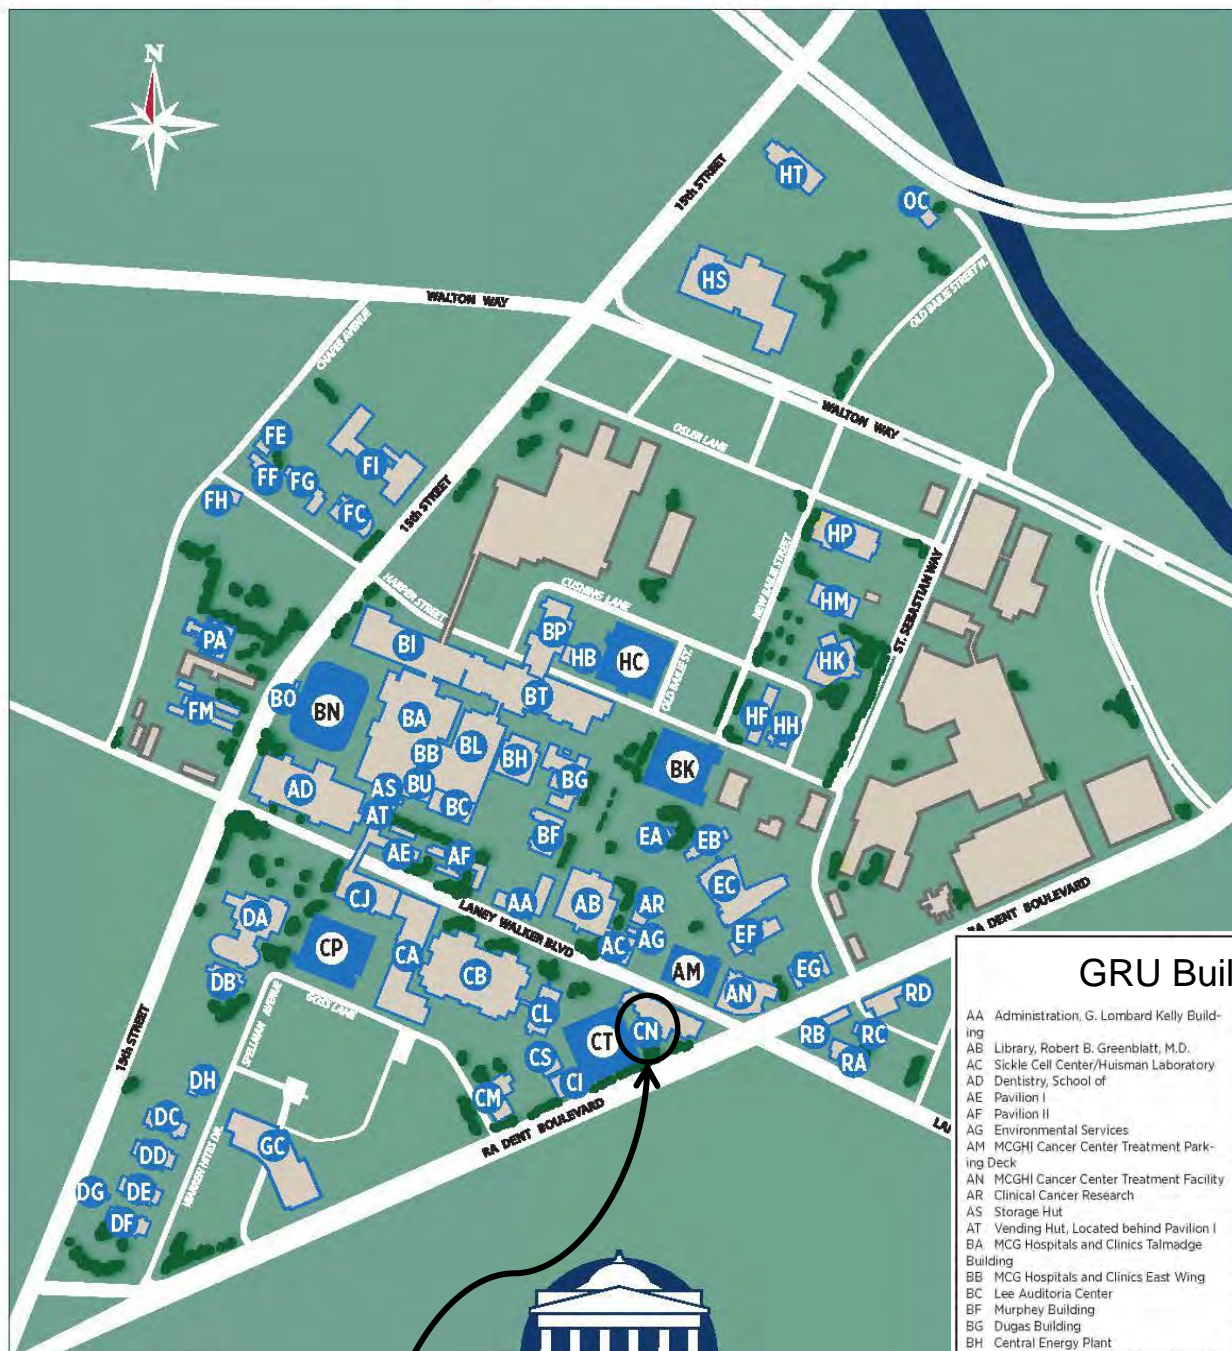 N
HT
OC
15th STREET
HS
OLD BAILIE STREET N.
WALTON WAY
CRAFER AVENUE
WALTON WAY
FE
OSLER LANE
FI
FF
FG
FH
FC
15th STREET
HP
NEW BAILIE STREET
ST. SEBASTIAN WAY
HARPER STREET
CUSHING LANE
HM
PA
BP
BI
HB
HC
HK
OLD BAILIE ST.
BO
BN
BT
FM
BA
HF
HH
BB
BL
BH
BK
AD
AS
BU
BG
BC
AT
BF
EA
EB
AE
AF
EC
RA DENT BOULEVARD
CJ
AA
AB
AR
DA
LANEY WALKER BLVD
EF
CP
AC
AG
CA
CB
AM
EG
DB
AN
RD
GOSS LANE
CL
SPELLMAN AVENUE
CN
RB
RC
15th STREET
CT
CS
RA
DH
CI
CM
DC
RA DENT BOULEVARD
GC
DD
DG
DE
DF
GRU Buil
AA Administration, G. Lombard Kelly Build-
ing
AB Library, Robert B. Greenblatt, M.D.
AC Sickle Cell Center/Huisman Laboratory
AD Dentistry, School of
AE Pavilion I
AF Pavilion II
AG Environmental Services
AM MCGHI Cancer Center Treatment Park-
ing Deck
AN MCGHI Cancer Center Treatment Facility
AR Clinical Cancer Research
AS Storage Hut
AT Vending Hut, Located behind Pavilion I
BA MCG Hospitals and Clinics Talmadge
Building
BB MCG Hospitals and Clinics East Wing
BC Lee Auditoria Center
BF Murphey Building
BG Dugas Building
BH Central Energy Plant